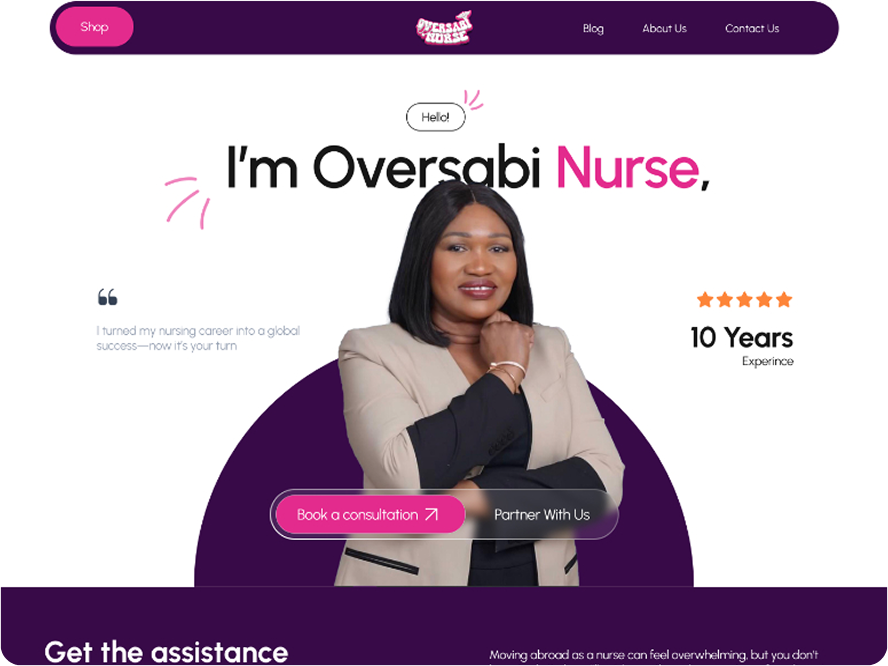 Shop
OVERSABI
NURSE
Blog
About Us
Contact Us
Hello!
I'm Oversabi Nurse,
I turned my nursing career into a global
success—now it's your turn
10 Years
Experince
Book a consultation
Partner With Us
Get the assistance
Moving abroad as a nurse can feel overwhelming, but you don't